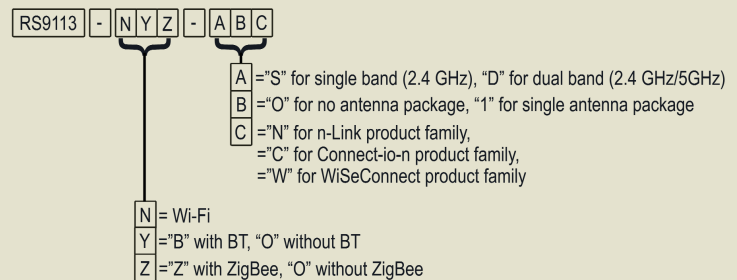 RS9113 - N Y Z - A B C
A =”S” for single band (2.4 GHz), “D” for dual band (2.4 GHz/5GHz)
B =“O” for no antenna package, “1” for single antenna package
C =”N” for n-Link product family,
=”C” for Connect-io-n product family,
=”W” for WiSeConnect product family
N = Wi-Fi
Y =”B” with BT, “O” without BT
Z =”Z” with ZigBee, “O” without ZigBee